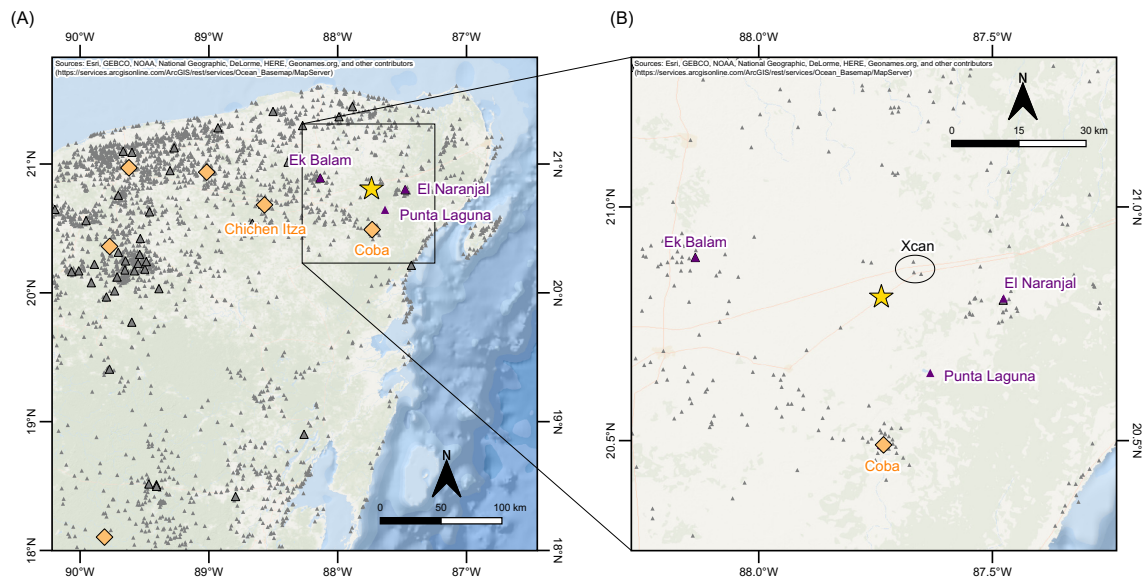 (A)
90°W 89°W 88°W 87°W
Sources: Esri, GEBCO, NOAA, National Geographic, DeLorme, HERE, Geonames.org, and other contributors
(https://services.arcgisonline.com/ArcGIS/rest/services/Ocean_Basemap/MapServer)
21°N 21°N
Ek Balam
El Naranjal
Punta Laguna
Chichen Itza
Coba
20°N 20°N
19°N 19°N
N
0 50 100 km
18°N 18°N
90°W 89°W 88°W 87°W
(B)
88.0°W 87.5°W
Sources: Esri, GEBCO, NOAA, National Geographic, DeLorme, HERE, Geonames.org, and other contributors
(https://services.arcgisonline.com/ArcGIS/rest/services/Ocean_Basemap/MapServer)
N
0 15 30 km
21.0°N 21.0°N
Ek Balam
Xcan
El Naranjal
Punta Laguna
20.5°N 20.5°N
Coba
88.0°W 87.5°W